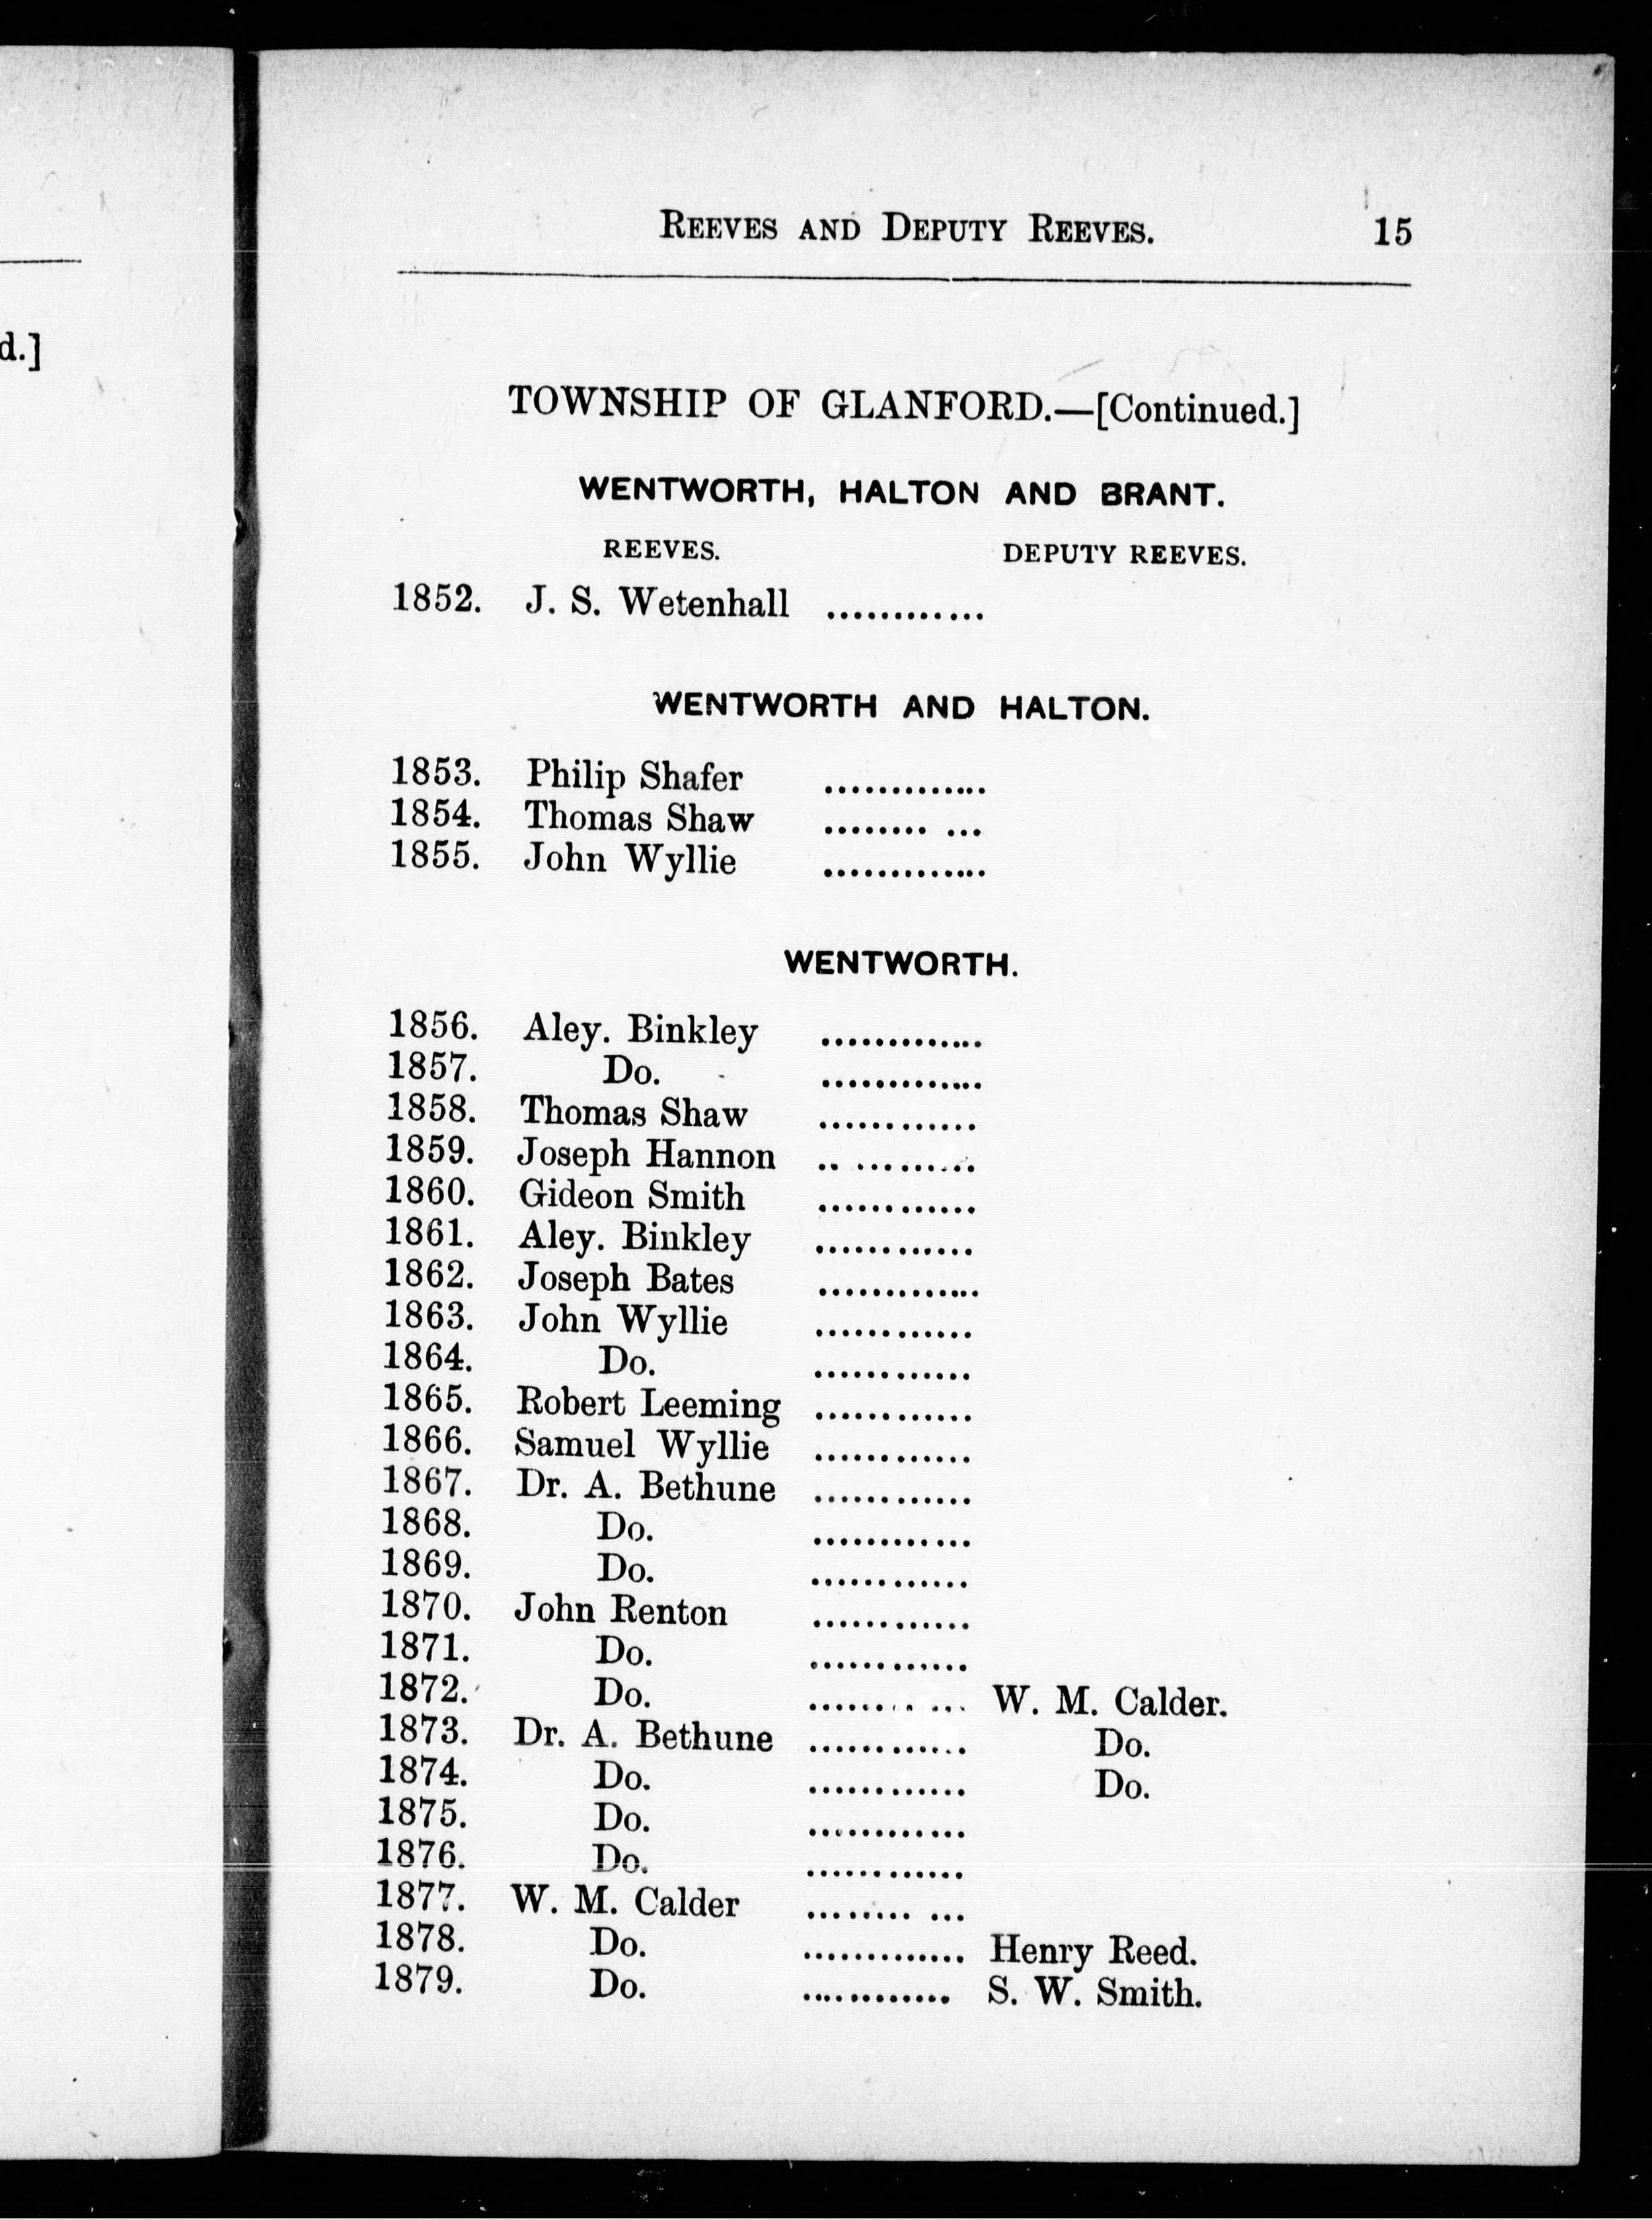 d.]
REEVES AND DEPUTY REEVES. 15
TOWNSHIP OF GLANFORD.—[Continued.]
WENTWORTH, HALTON AND BRANT.
REEVES. DEPUTY REEVES.
1852. J. S. Wetenhall ............
WENTWORTH AND HALTON.
1853. Philip Shafer ............
1854. Thomas Shaw ........ ...
1855. John Wyllie ............
WENTWORTH.
1856. Aley. Binkley ............
1857. Do. ............
1858. Thomas Shaw ............
1859. Joseph Hannon .. .........
1860. Gideon Smith ............
1861. Aley. Binkley ............
1862. Joseph Bates ............
1863. John Wyllie ............
1864. Do. ............
1865. Robert Leeming ............
1866. Samuel Wyllie ............
1867. Dr. A. Bethune ............
1868. Do. ............
1869. Do. ............
1870. John Renton ............
1871. Do. ............
1872. Do. ........ ... W. M. Calder.
1873. Dr. A. Bethune ............ Do.
1874. Do. ............ Do.
1875. Do. ............
1876. Do. ............
1877. W. M. Calder ........ ...
1878. Do. ............ Henry Reed.
1879. Do. ............ S. W. Smith.